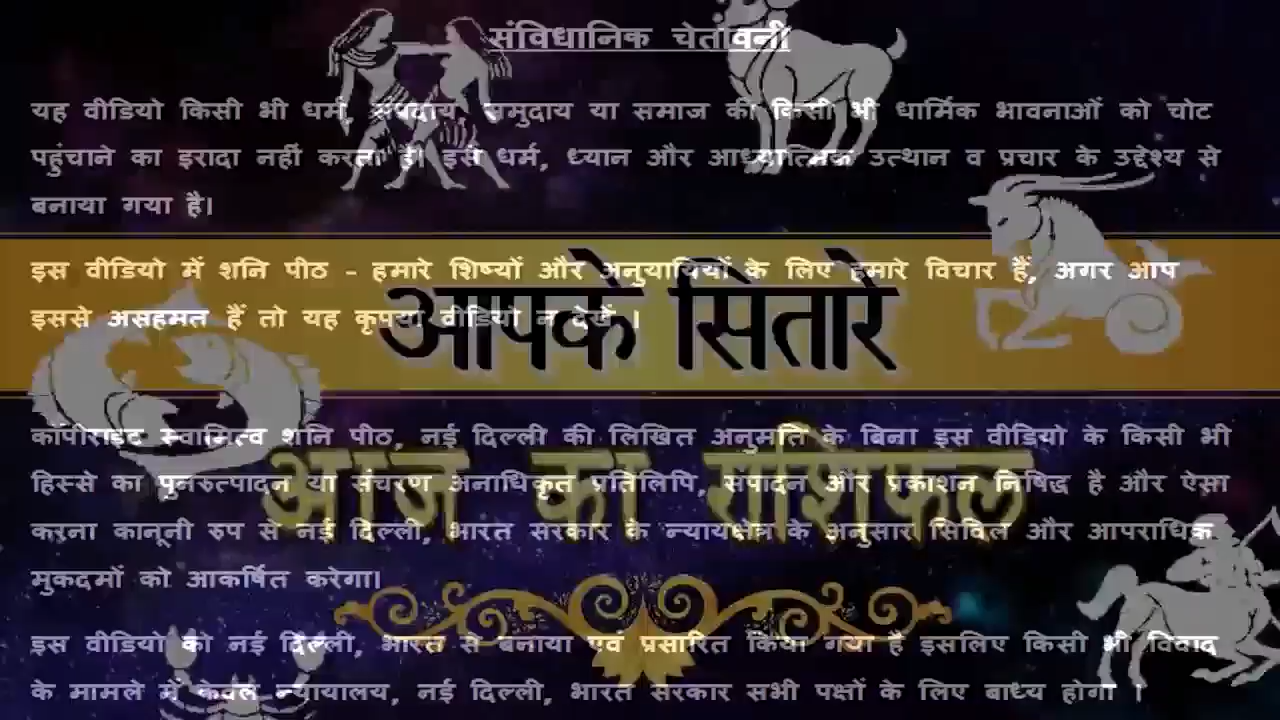 संविधानिक चेतावनी
यह वीडियो किसी भी धर्म, संप्रदाय, समुदाय या समाज की किसी भी धार्मिक भावनाओं को चोट
पहुंचाने का इरादा नहीं करता है। इसे धर्म, ध्यान और आध्यात्मिक उत्थान व प्रचार के उद्देश्य से
बनाया गया है।
इस वीडियो में शनि पीठ - हमारे शिष्यों और अनुयायियों के लिए हमारे विचार हैं, अगर आप
इससे असहमत हैं तो यह कृपया वीडियो न देखें ।
आपके सितारे
कॉपीराइट स्वामित्व शनि पीठ, नई दिल्ली की लिखित अनुमति के बिना इस वीडियो के किसी भी
आज का राशिफल
हिस्से का पुनरुत्पादन या संचरण अनाधिकृत प्रतिलिपि, संपादन और प्रकाशन निषिद्ध है और ऐसा
करना कानूनी रुप से नई दिल्ली, भारत सरकार के न्यायक्षेत्र के अनुसार सिविल और आपराधिक
मुकदमों को आकर्षित करेगा।
इस वीडियो को नई दिल्ली, भारत से बनाया एवं प्रसारित किया गया है इसलिए किसी भी विवाद
के मामले में केवल न्यायालय, नई दिल्ली, भारत सरकार सभी पक्षों के लिए बाध्य होगा ।